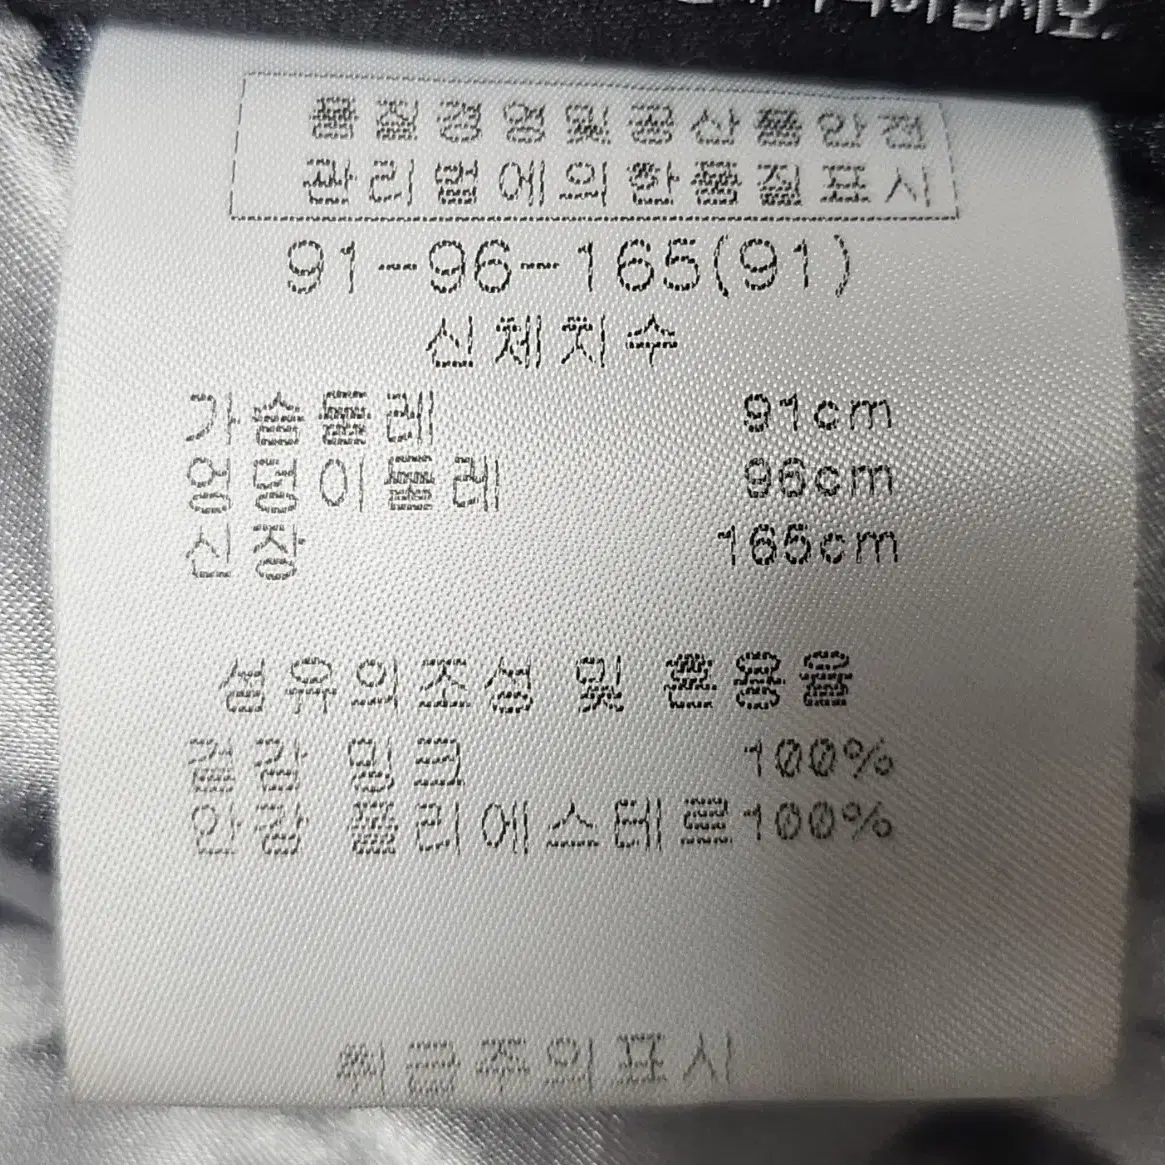 품질경영및공산품안전
관리법에의한품질표시
91-96-165(91)
신체치수
가슴둘레 91cm
엉덩이둘레 96cm
신장 165cm
섬유의조성 및 혼용율
겉감 밍크 100%
안감 폴리에스테르100%
취급주의표시